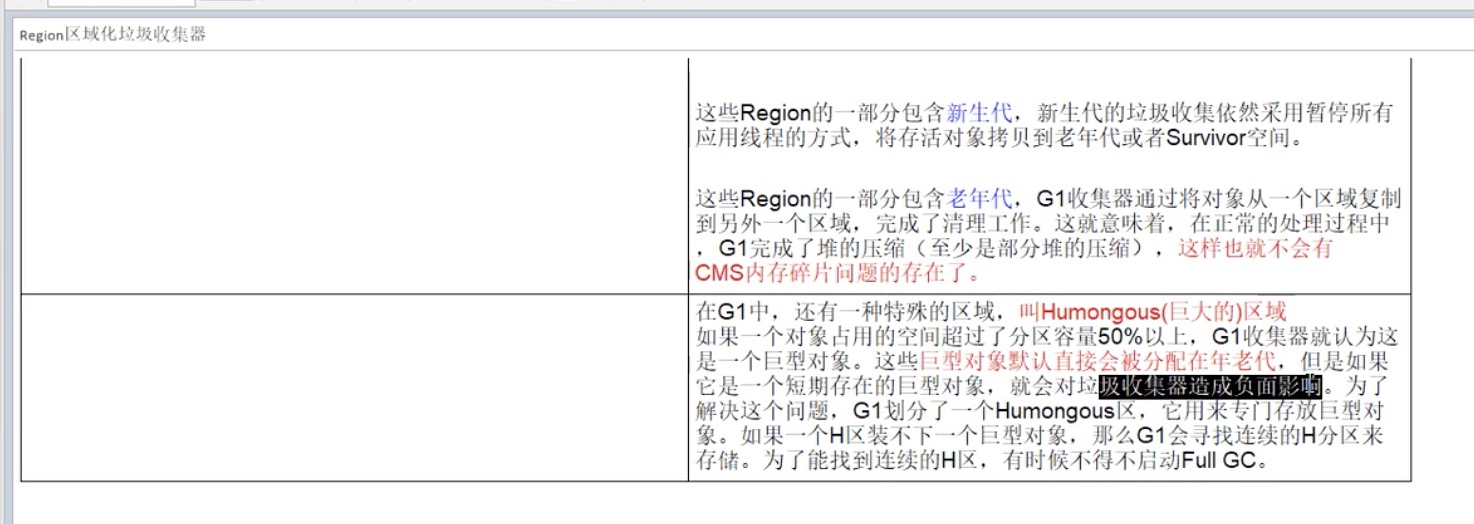 Region区域化垃圾收集器
这些Region的一部分包含新生代，新生代的垃圾收集依然采用暂停所有
应用线程的方式，将存活对象拷贝到老年代或者Survivor空间。
这些Region的一部分包含老年代，G1收集器通过将对象从一个区域复制
到另外一个区域，完成了清理工作。这就意味着，在正常的处理过程中
，G1完成了堆的压缩（至少是部分堆的压缩），这样也就不会有
CMS内存碎片问题的存在了。
在G1中，还有一种特殊的区域，叫Humongous(巨大的)区域
如果一个对象占用的空间超过了分区容量50%以上，G1收集器就认为这
是一个巨型对象。这些巨型对象默认直接会被分配在年老代，但是如果
它是一个短期存在的巨型对象，就会对垃圾收集器造成负面影响。为了
解决这个问题，G1划分了一个Humongous区，它用来专门存放巨型对
象。如果一个H区装不下一个巨型对象，那么G1会寻找连续的H分区来
存储。为了能找到连续的H区，有时候不得不启动Full GC。